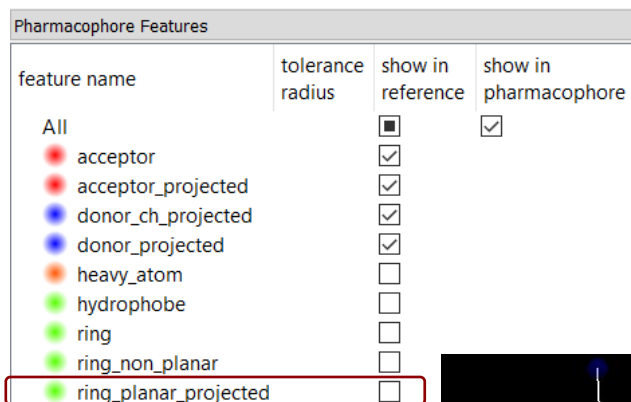 Pharmacophore Features
feature name tolerance radius show in reference show in pharmacophore
All
acceptor
acceptor_projected
donor_ch_projected
donor_projected
heavy_atom
hydrophobe
ring
ring_non_planar
ring_planar_projected